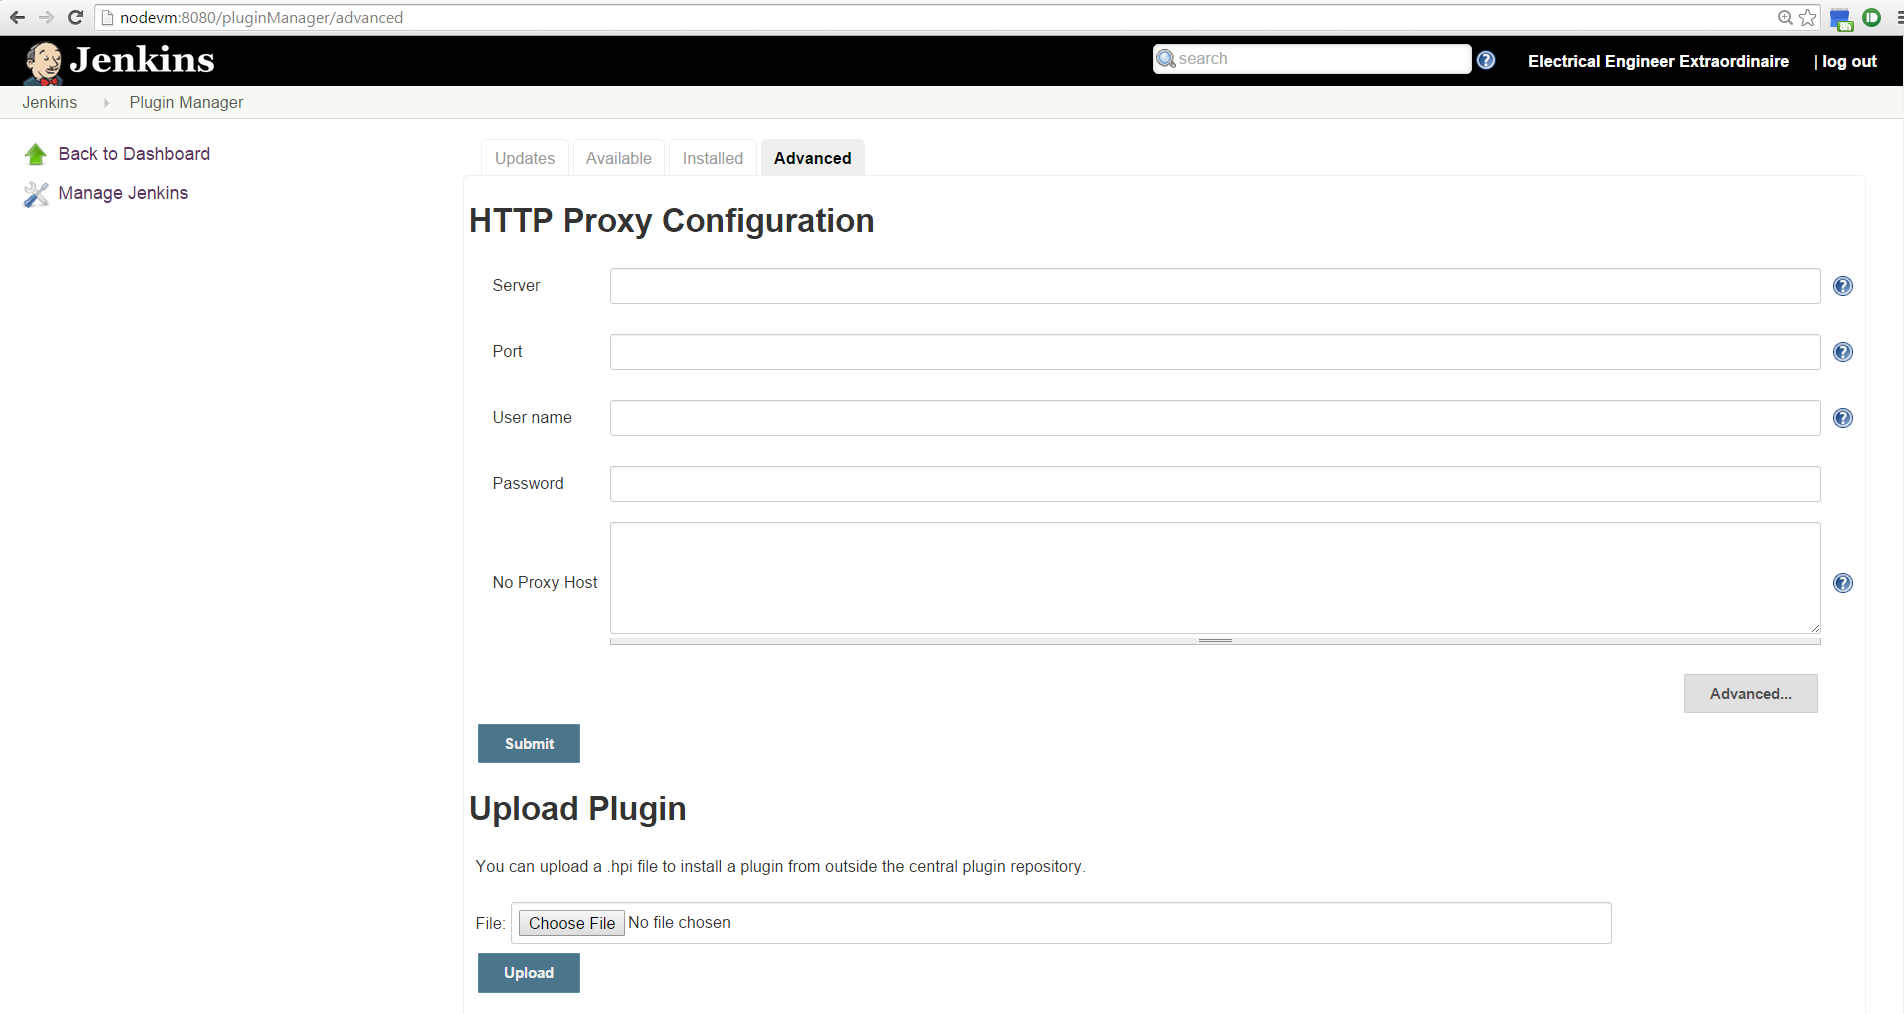 nodevm:8080/pluginManager/advanced
Jenkins
search
Electrical Engineer Extraordinaire | log out
Jenkins Plugin Manager
Back to Dashboard
Manage Jenkins
Updates Available Installed Advanced
HTTP Proxy Configuration
Server
Port
User name
Password
No Proxy Host
Advanced...
Submit
Upload Plugin
You can upload a .hpi file to install a plugin from outside the central plugin repository.
File: Choose File No file chosen
Upload